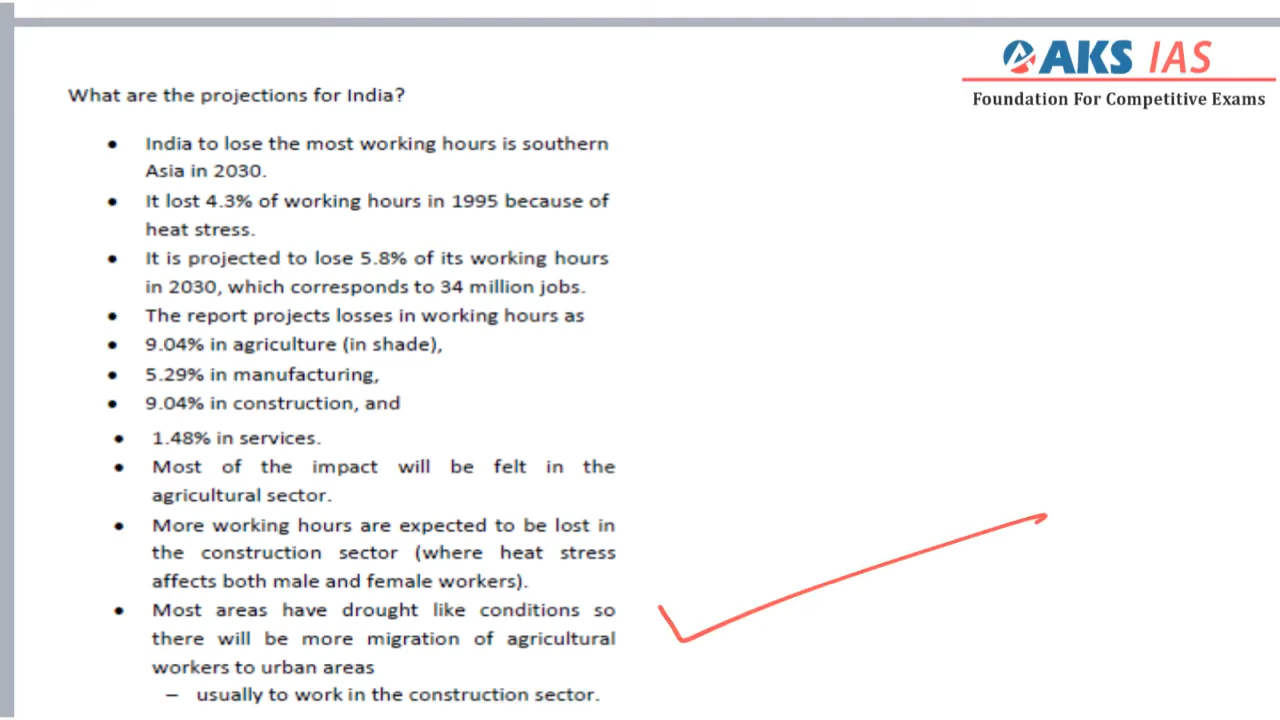 AKS IAS
Foundation For Competitive Exams
What are the projections for India?
• India to lose the most working hours is southern
Asia in 2030.
• It lost 4.3% of working hours in 1995 because of
heat stress.
• It is projected to lose 5.8% of its working hours
in 2030, which corresponds to 34 million jobs.
• The report projects losses in working hours as
• 9.04% in agriculture (in shade),
• 5.29% in manufacturing,
• 9.04% in construction, and
• 1.48% in services.
• Most of the impact will be felt in the
agricultural sector.
• More working hours are expected to be lost in
the construction sector (where heat stress
affects both male and female workers).
• Most areas have drought like conditions so
there will be more migration of agricultural
workers to urban areas
– usually to work in the construction sector.